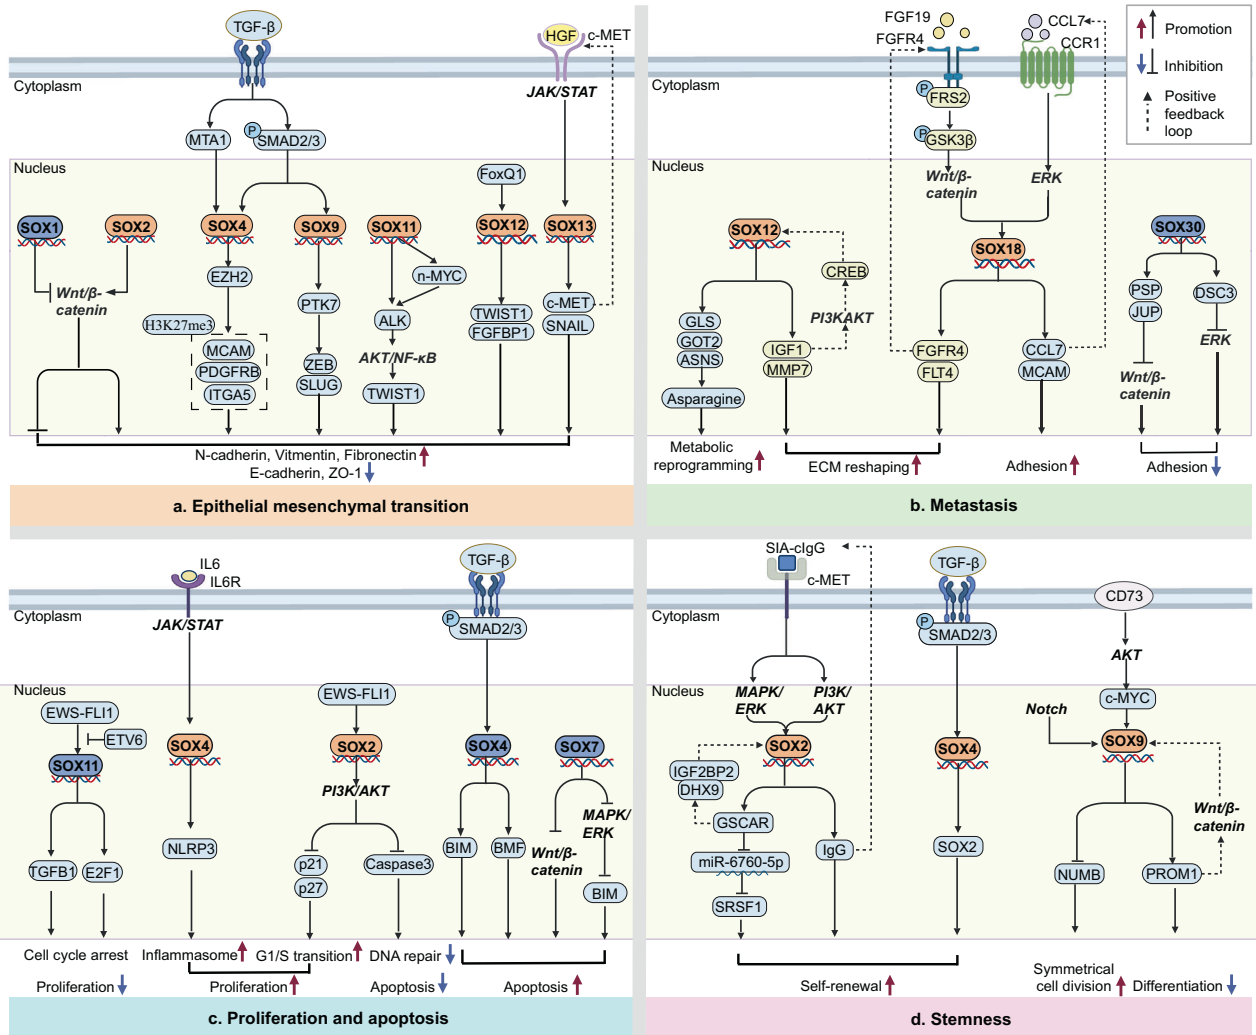 TGF-β
HGF
c-MET
Cytoplasm
JAK/STAT
MTA1
P
SMAD2/3
Nucleus
FoxQ1
SOX1
SOX2
SOX4
SOX9
SOX11
SOX12
SOX13
EZH2
n-MYC
Wnt/β-
catenin
PTK7
c-MET
H3K27me3
ALK
TWIST1
SNAIL
FGFBP1
MCAM
AKT/NF-κB
PDGFRB
ZEB
ITGA5
SLUG
TWIST1
N-cadherin, Vitmentin, Fibronectin
E-cadherin, ZO-1
a. Epithelial mesenchymal transition
FGF19
CCL7
FGFR4
CCR1
Promotion
Inhibition
Positive
feedback
loop
Cytoplasm
P
FRS2
P
GSK3β
Nucleus
Wnt/β-
catenin
ERK
SOX12
SOX18
SOX30
CREB
PSP
DSC3
JUP
PI3KAKT
GLS
GOT2
ASNS
IGF1
MMP7
FGFR4
FLT4
CCL7
MCAM
ERK
Wnt/β-
catenin
Asparagine
Metabolic
reprogramming
ECM reshaping
Adhesion
Adhesion
b. Metastasis
IL6
IL6R
TGF-β
Cytoplasm
JAK/STAT
P
SMAD2/3
Nucleus
EWS-FLI1
EWS-FLI1
ETV6
SOX11
SOX4
SOX2
SOX4
SOX7
PI3K/AKT
MAPK/
ERK
NLRP3
BIM
BMF
Wnt/β-
catenin
TGFB1
E2F1
p21
p27
Caspase3
BIM
Cell cycle arrest
Inflammasome
G1/S transition
DNA repair
Proliferation
Proliferation
Apoptosis
Apoptosis
c. Proliferation and apoptosis
SIA-cIgG
c-MET
TGF-β
CD73
Cytoplasm
P
SMAD2/3
AKT
Nucleus
MAPK/
ERK
PI3K/
AKT
c-MYC
Notch
SOX2
SOX4
SOX9
IGF2BP2
DHX9
GSCAR
Wnt/β-
catenin
miR-6760-5p
IgG
SOX2
NUMB
PROM1
SRSF1
Self-renewal
Symmetrical
cell division
Differentiation
d. Stemness